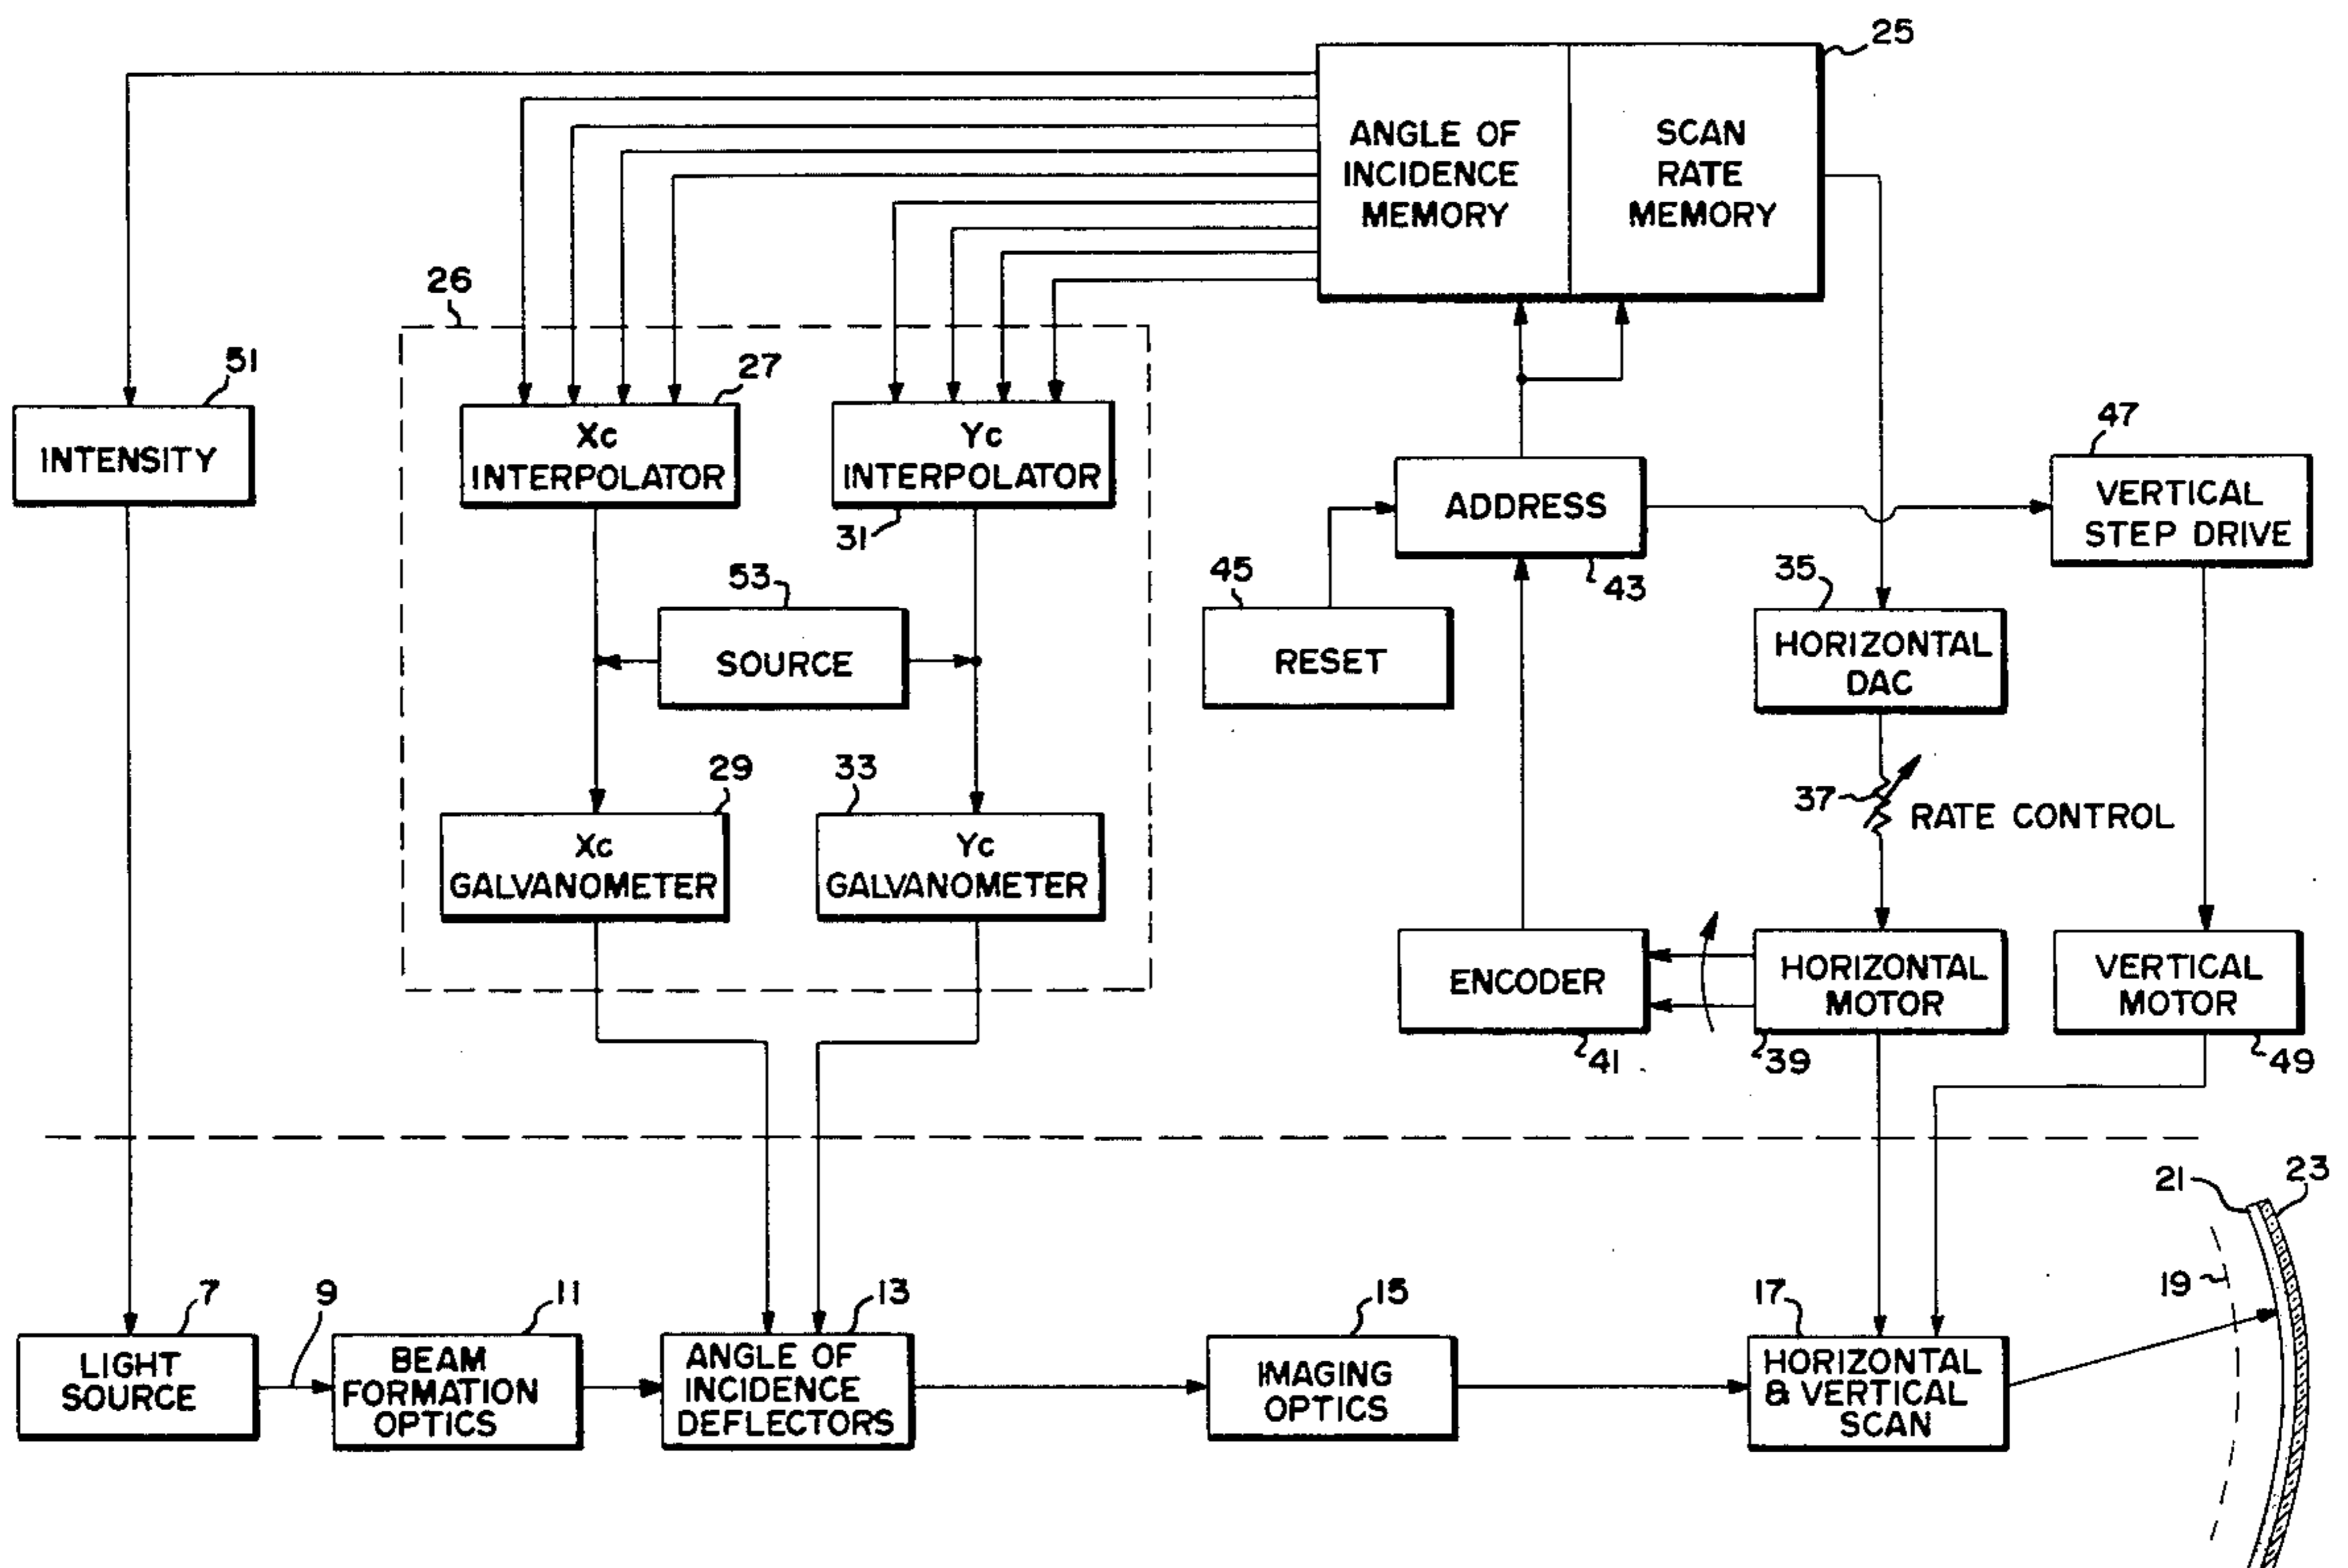 25
ANGLE OF
INCIDENCE
MEMORY
SCAN
RATE
MEMORY
26
51
INTENSITY
27
Xc
INTERPOLATOR
Yc
INTERPOLATOR
31
ADDRESS
43
47
VERTICAL
STEP DRIVE
53
SOURCE
45
RESET
35
HORIZONTAL
DAC
37
RATE CONTROL
29
Xc
GALVANOMETER
33
Yc
GALVANOMETER
ENCODER
41
HORIZONTAL
MOTOR
39
VERTICAL
MOTOR
49
21
23
19
7
LIGHT
SOURCE
9
11
BEAM
FORMATION
OPTICS
13
ANGLE OF
INCIDENCE
DEFLECTORS
15
IMAGING
OPTICS
17
HORIZONTAL
& VERTICAL
SCAN